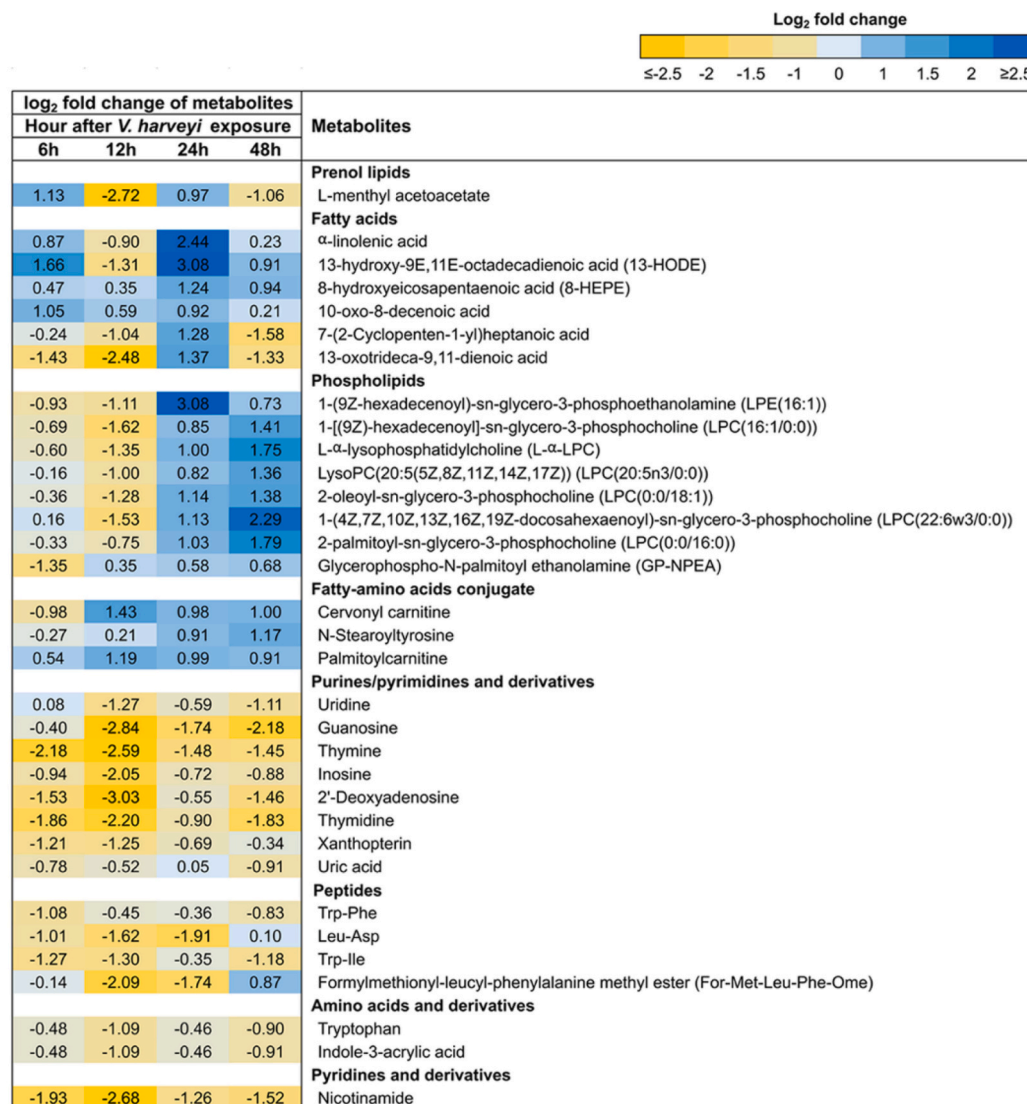 Log₂ fold change
≤-2.5 -2 -1.5 -1 0 1 1.5 2 ≥2.5
log₂ fold change of metabolites
Hour after V. harveyi exposure Metabolites
6h 12h 24h 48h
Prenol lipids
1.13 -2.72 0.97 -1.06 L-menthyl acetoacetate
Fatty acids
0.87 -0.90 2.44 0.23 α-linolenic acid
1.66 -1.31 3.08 0.91 13-hydroxy-9E,11E-octadecadienoic acid (13-HODE)
0.47 0.35 1.24 0.94 8-hydroxyeicosapentaenoic acid (8-HEPE)
1.05 0.59 0.92 0.21 10-oxo-8-decenoic acid
-0.24 -1.04 1.28 -1.58 7-(2-Cyclopenten-1-yl)heptanoic acid
-1.43 -2.48 1.37 -1.33 13-oxotrideca-9,11-dienoic acid
Phospholipids
-0.93 -1.11 3.08 0.73 1-(9Z-hexadecenoyl)-sn-glycero-3-phosphoethanolamine (LPE(16:1))
-0.69 -1.62 0.85 1.41 1-[(9Z)-hexadecenoyl]-sn-glycero-3-phosphocholine (LPC(16:1/0:0))
-0.60 -1.35 1.00 1.75 L-α-lysophosphatidylcholine (L-α-LPC)
-0.16 -1.00 0.82 1.36 LysoPC(20:5(5Z,8Z,11Z,14Z,17Z)) (LPC(20:5n3/0:0))
-0.36 -1.28 1.14 1.38 2-oleoyl-sn-glycero-3-phosphocholine (LPC(0:0/18:1))
0.16 -1.53 1.13 2.29 1-(4Z,7Z,10Z,13Z,16Z,19Z-docosahexaenoyl)-sn-glycero-3-phosphocholine (LPC(22:6w3/0:0))
-0.33 -0.75 1.03 1.79 2-palmitoyl-sn-glycero-3-phosphocholine (LPC(0:0/16:0))
-1.35 0.35 0.58 0.68 Glycerophospho-N-palmitoyl ethanolamine (GP-NPEA)
Fatty-amino acids conjugate
-0.98 1.43 0.98 1.00 Cervonyl carnitine
-0.27 0.21 0.91 1.17 N-Stearoyltyrosine
0.54 1.19 0.99 0.91 Palmitoylcarnitine
Purines/pyrimidines and derivatives
0.08 -1.27 -0.59 -1.11 Uridine
-0.40 -2.84 -1.74 -2.18 Guanosine
-2.18 -2.59 -1.48 -1.45 Thymine
-0.94 -2.05 -0.72 -0.88 Inosine
-1.53 -3.03 -0.55 -1.46 2'-Deoxyadenosine
-1.86 -2.20 -0.90 -1.83 Thymidine
-1.21 -1.25 -0.69 -0.34 Xanthopterin
-0.78 -0.52 0.05 -0.91 Uric acid
Peptides
-1.08 -0.45 -0.36 -0.83 Trp-Phe
-1.01 -1.62 -1.91 0.10 Leu-Asp
-1.27 -1.30 -0.35 -1.18 Trp-Ile
-0.14 -2.09 -1.74 0.87 Formylmethionyl-leucyl-phenylalanine methyl ester (For-Met-Leu-Phe-Ome)
Amino acids and derivatives
-0.48 -1.09 -0.46 -0.90 Tryptophan
-0.48 -1.09 -0.46 -0.91 Indole-3-acrylic acid
Pyridines and derivatives
-1.93 -2.68 -1.26 -1.52 Nicotinamide